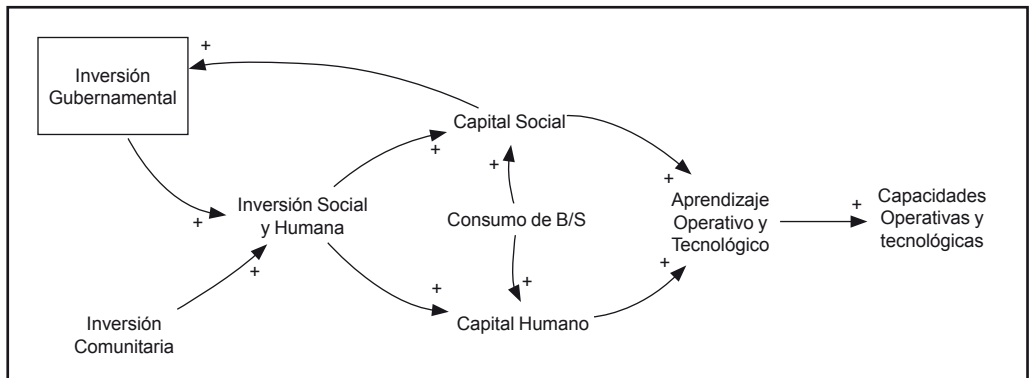 +
Inversión
Gubernamental
Capital Social
+
+
+
Inversión Social
y Humana
+
Consumo de B/S
Aprendizaje
Operativo y
Tecnológico
+
Capacidades
Operativas y
tecnológicas
+
+
+
+
Inversión
Comunitaria
Capital Humano